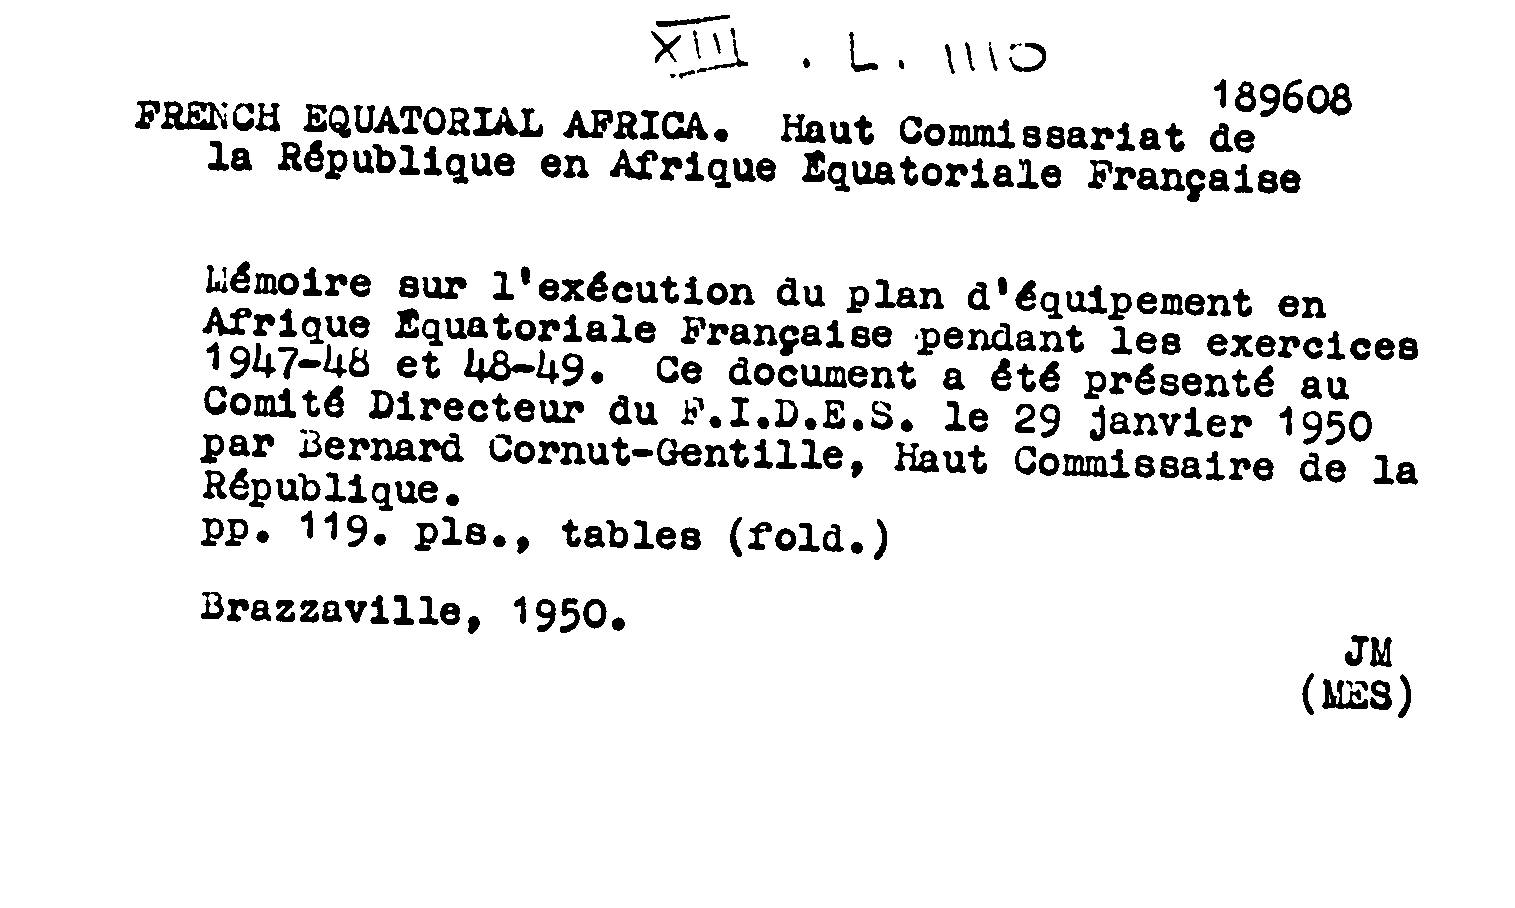 XIII . L. 1110
189608
FRENCH EQUATORIAL AFRICA. Haut Commissariat de
la République en Afrique Équatoriale Française
Mémoire sur l'exécution du plan d'équipement en
Afrique Équatoriale Française pendant les exercices
1947-48 et 48-49. Ce document a été présenté au
Comité Directeur du F.I.D.E.S. le 29 janvier 1950
par Bernard Cornut-Gentille, Haut Commissaire de la
République.
pp. 119. pls., tables (fold.)
Brazzaville, 1950.
JM
(MES)